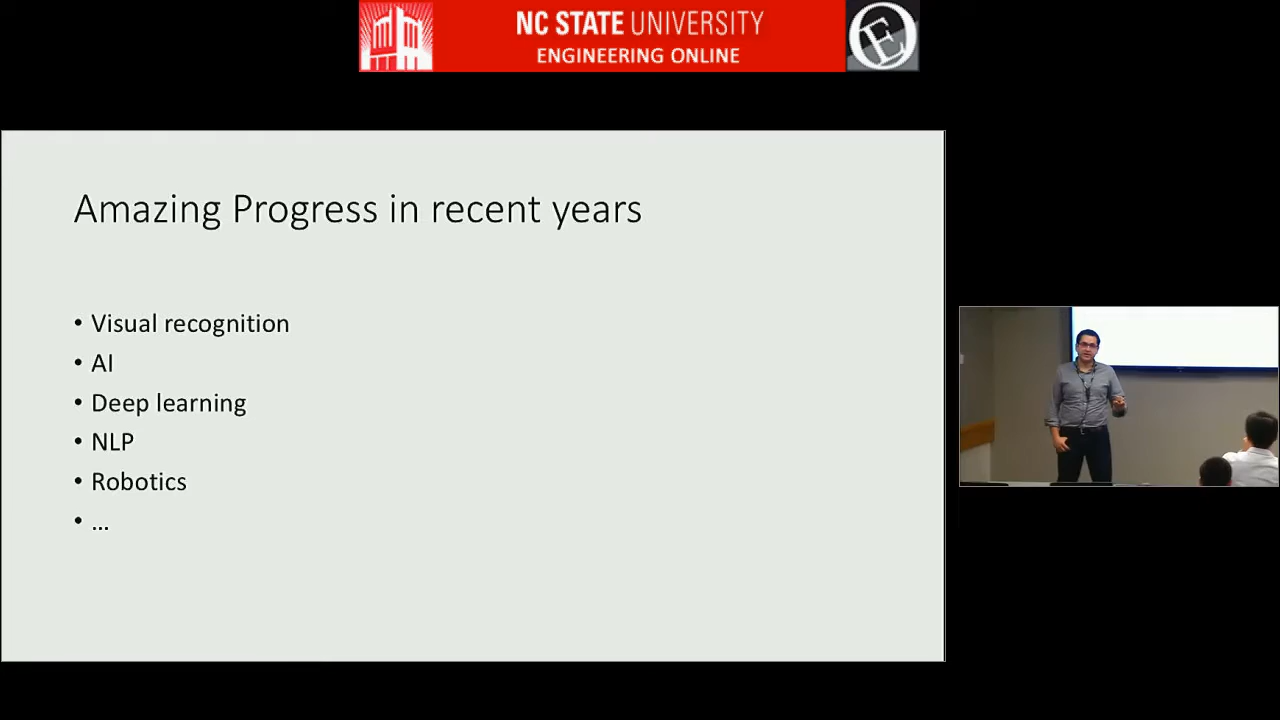 NC STATE UNIVERSITY
ENGINEERING ONLINE
Amazing Progress in recent years
• Visual recognition
• AI
• Deep learning
• NLP
• Robotics
• ...